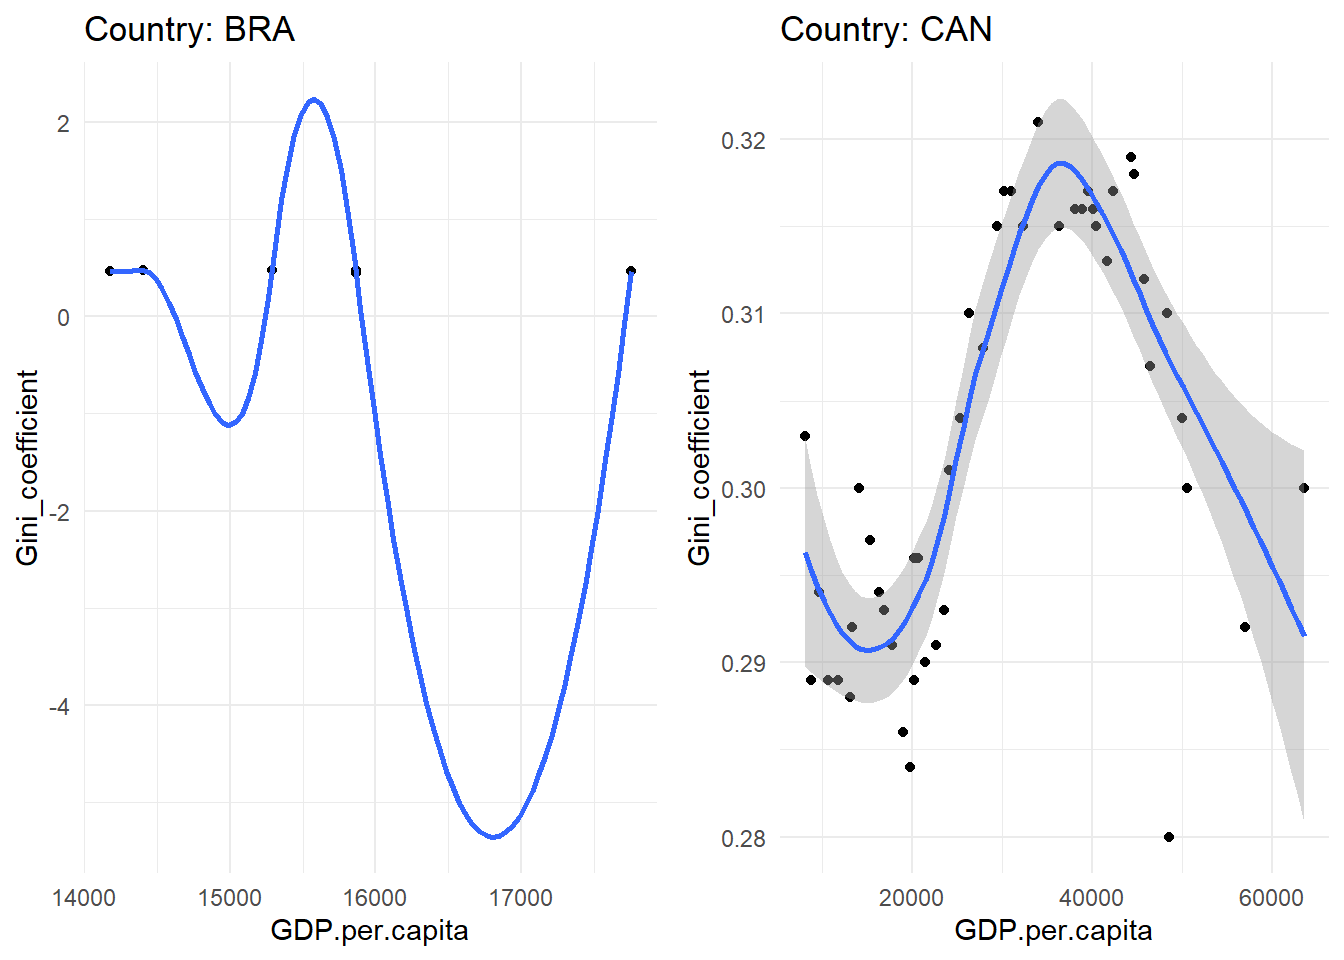 Country: BRA
Gini_coefficient
2
0
-2
-4
14000 15000 16000 17000
GDP.per.capita
Country: CAN
Gini_coefficient
0.32
0.31
0.30
0.29
0.28
20000 40000 60000
GDP.per.capita